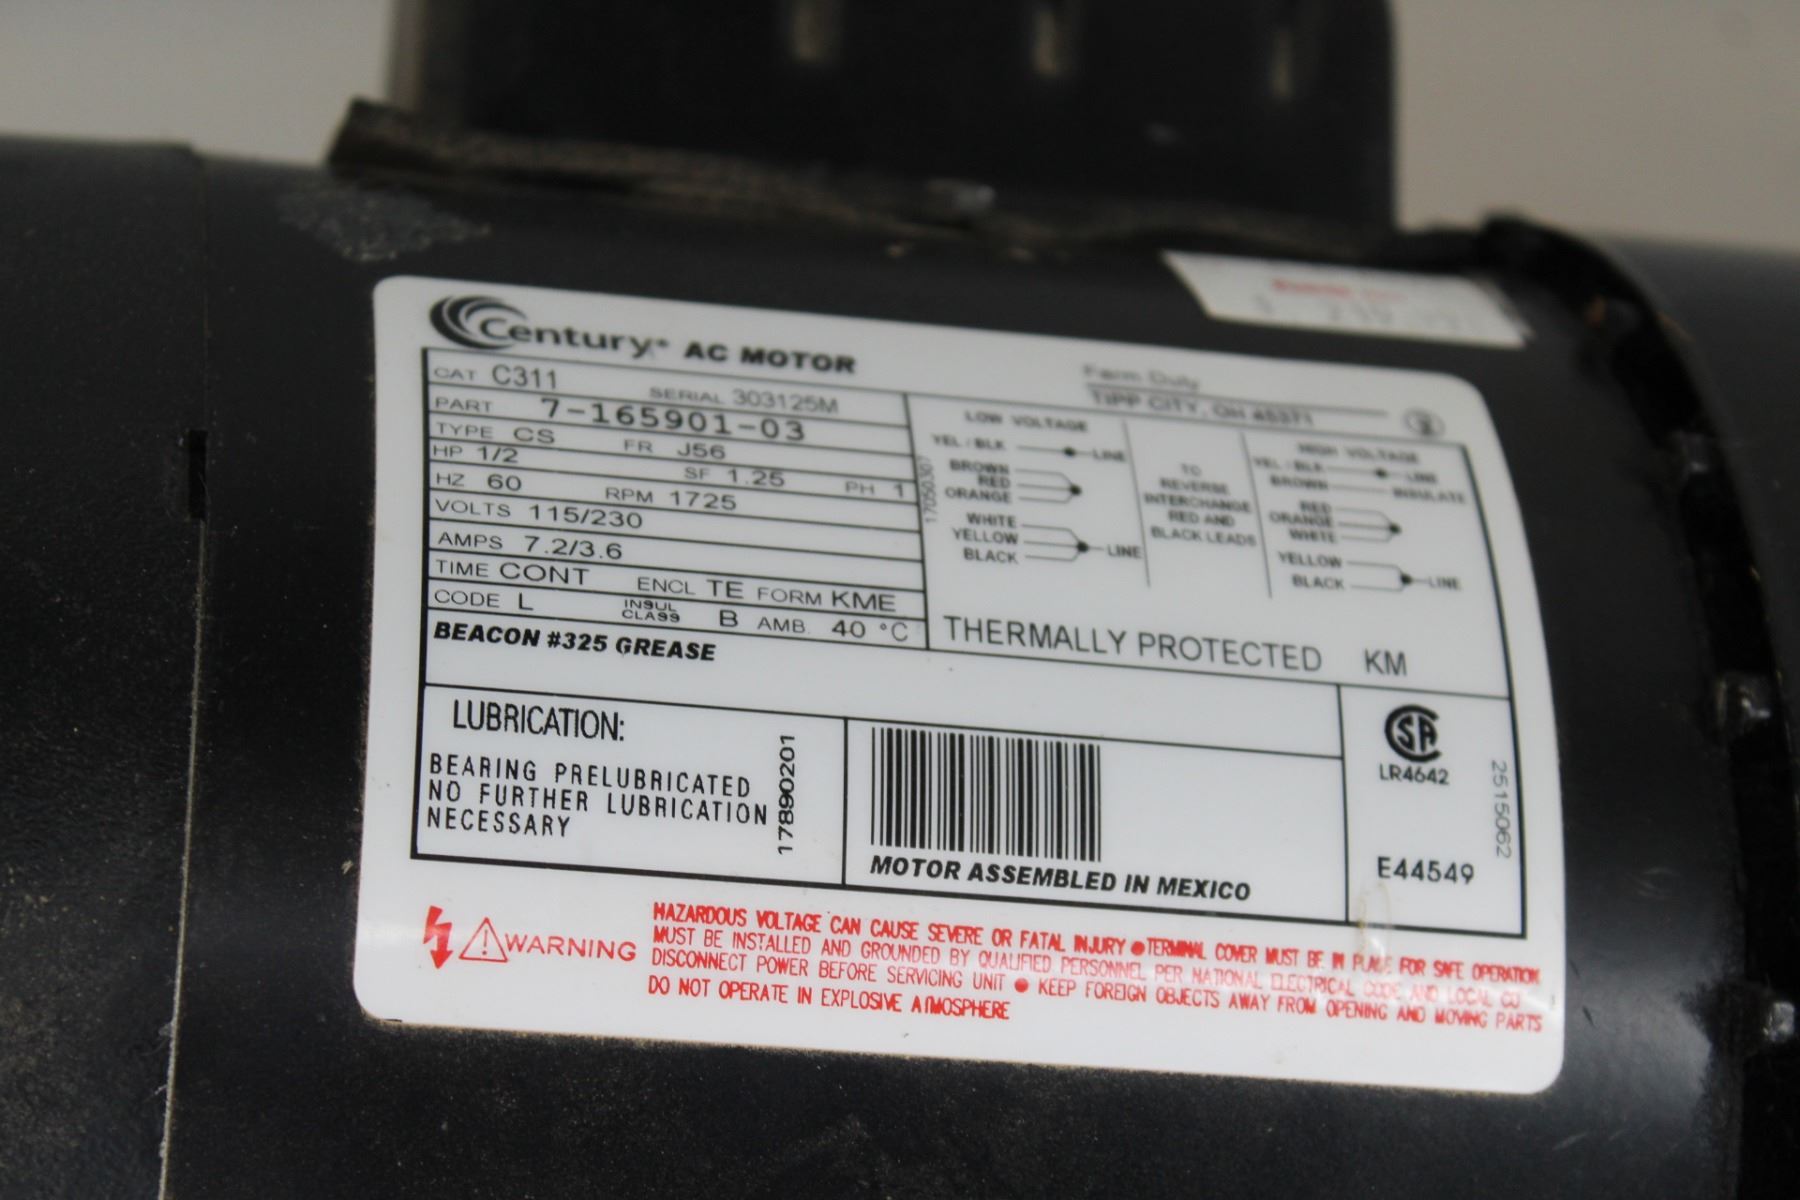 Century AC MOTOR
Farm Duty
TIPP CITY, OH 45371
CAT C311 SERIAL 303125M
PART 7-165901-03
TYPE CS FR J56
HP 1/2 SF 1.25 PH 1
HZ 60 RPM 1725
VOLTS 115/230
AMPS 7.2/3.6
TIME CONT ENCL TE FORM KME
CODE L INSUL CLASS B AMB. 40 °C
BEACON #325 GREASE
17050307
LOW VOLTAGE
YEL / BLK LINE
BROWN
RED
ORANGE
WHITE
YELLOW
BLACK LINE
TO
REVERSE
INTERCHANGE
RED AND
BLACK LEADS
HIGH VOLTAGE
YEL / BLK LINE
BROWN INSULATE
RED
ORANGE
WHITE
YELLOW
BLACK LINE
THERMALLY PROTECTED KM
LUBRICATION:
BEARING PRELUBRICATED
NO FURTHER LUBRICATION
NECESSARY
17890201
MOTOR ASSEMBLED IN MEXICO
SA
LR4642
E44549
2515062
WARNING
HAZARDOUS VOLTAGE CAN CAUSE SEVERE OR FATAL INJURY ● TERMINAL COVER MUST BE IN PLACE FOR SAFE OPERATION
MUST BE INSTALLED AND GROUNDED BY QUALIFIED PERSONNEL PER NATIONAL ELECTRICAL CODE AND LOCAL CO
DISCONNECT POWER BEFORE SERVICING UNIT ● KEEP FOREIGN OBJECTS AWAY FROM OPENING AND MOVING PARTS
DO NOT OPERATE IN EXPLOSIVE ATMOSPHERE